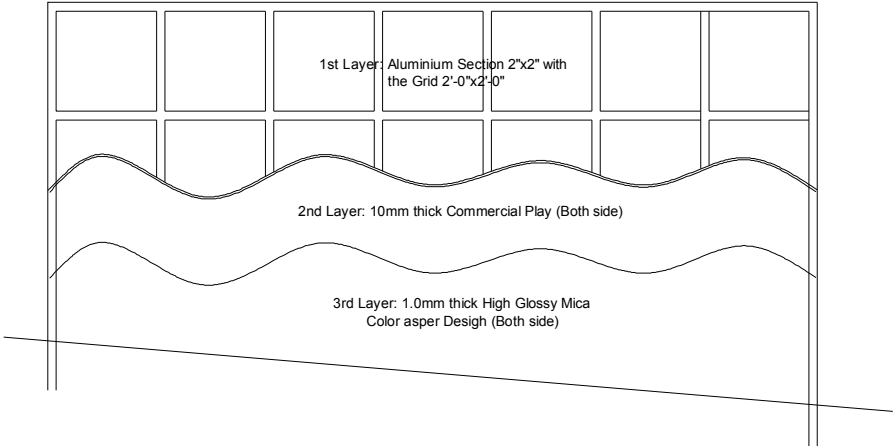 1st Layer: Aluminium Section 2"x2" with
the Grid 2'-0"x2'-0"
2nd Layer: 10mm thick Commercial Play (Both side)
3rd Layer: 1.0mm thick High Glossy Mica
Color asper Desigh (Both side)